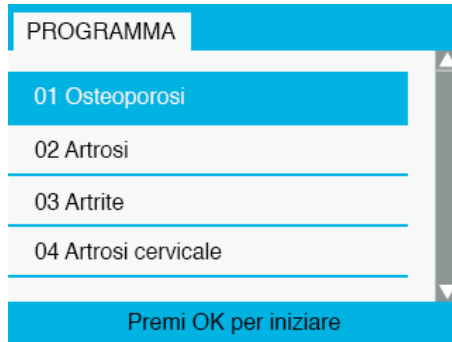 PROGRAMMA
01 Osteoporosi
02 Artrosi
03 Artrite
04 Artrosi cervicale
Premi OK per iniziare